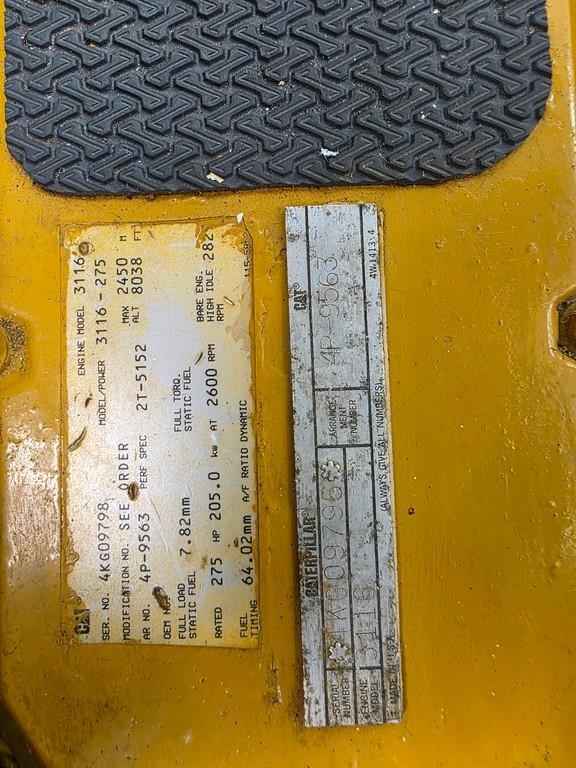 CAT ENGINE MODEL 3116
SER. NO. 4KG09798 MODEL/POWER 3116-275
MODIFICATION NO. SEE ORDER MAX ALT 2450 M 8038 FT
AR NO. 4P-9563 PERF SPEC 2T-5152
OEM NO.
FULL LOAD STATIC FUEL 7.82mm FULL TORQ. STATIC FUEL
RATED 275 HP 205.0 kw AT 2600 RPM BARE ENG. HIGH IDLE RPM 282
FUEL TIMING 64.02mm A/F RATIO DYNAMIC
CATERPILLAR CAT
SERIAL NUMBER 4KG09798 ARRANGEMENT NUMBER 4P-9563
ENGINE MODEL 3116
(ALWAYS GIVE ALL NUMBERS)
MADE IN U.S.A. 4W1413-4